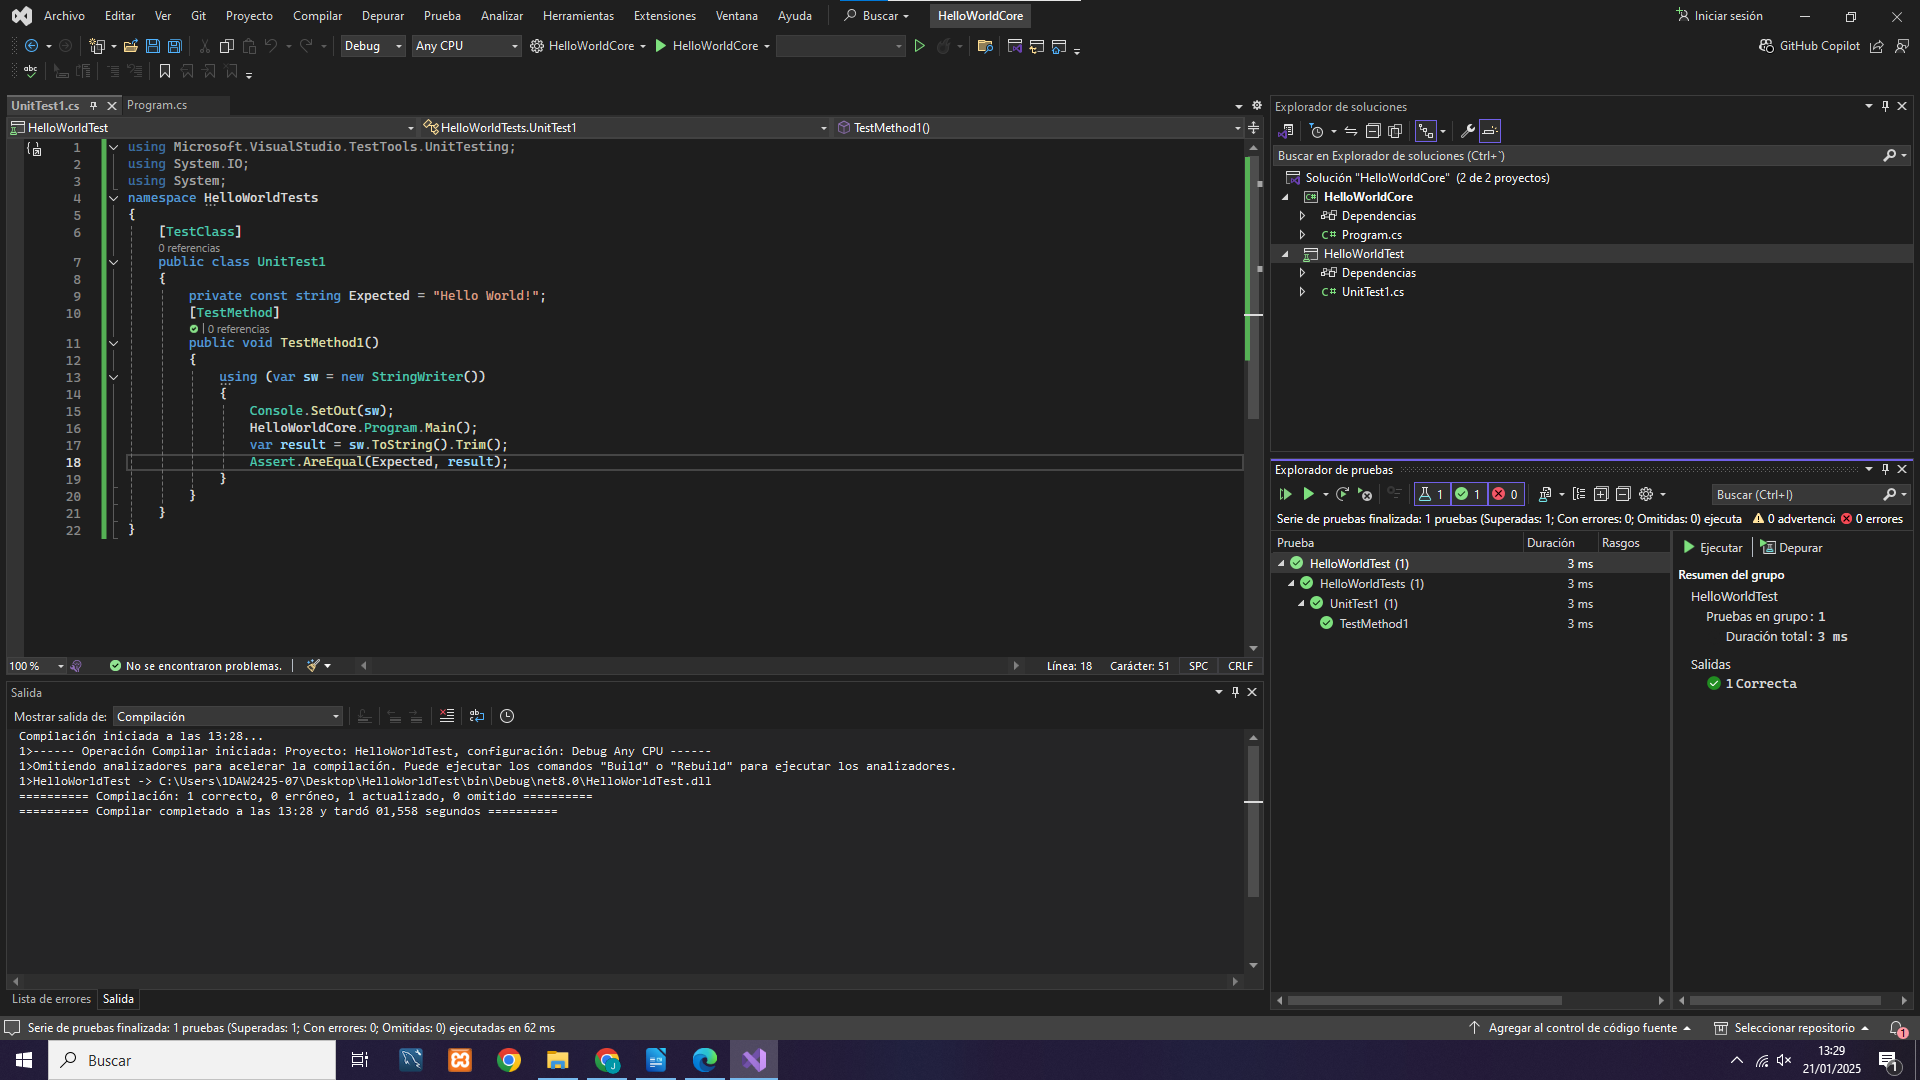 Archivo Editar Ver Git Proyecto Compilar Depurar Prueba Analizar Herramientas Extensiones Ventana Ayuda Buscar HelloWorldCore Iniciar sesión
Debug Any CPU HelloWorldCore HelloWorldCore GitHub Copilot
abc
UnitTest1.cs Program.cs
HelloWorldTest HelloWorldTests.UnitTest1 TestMethod1()
1 using Microsoft.VisualStudio.TestTools.UnitTesting;
2 using System.IO;
3 using System;
4 namespace HelloWorldTests
5 {
6 [TestClass]
0 referencias
7 public class UnitTest1
8 {
9 private const string Expected = "Hello World!";
10 [TestMethod]
| 0 referencias
11 public void TestMethod1()
12 {
13 using (var sw = new StringWriter())
14 {
15 Console.SetOut(sw);
16 HelloWorldCore.Program.Main();
17 var result = sw.ToString().Trim();
18 Assert.AreEqual(Expected, result);
19 }
20 }
21 }
22 }
100 % No se encontraron problemas. Línea: 18 Carácter: 51 SPC CRLF
Salida
Mostrar salida de: Compilación
Compilación iniciada a las 13:28...
1>------ Operación Compilar iniciada: Proyecto: HelloWorldTest, configuración: Debug Any CPU ------
1>Omitiendo analizadores para acelerar la compilación. Puede ejecutar los comandos "Build" o "Rebuild" para ejecutar los analizadores.
1>HelloWorldTest -> C:\Users\1DAW2425-07\Desktop\HelloWorldTest\bin\Debug\net8.0\HelloWorldTest.dll
========== Compilación: 1 correcto, 0 erróneo, 1 actualizado, 0 omitido ==========
========== Compilar completado a las 13:28 y tardó 01,558 segundos ==========
Lista de errores Salida
Explorador de soluciones
Buscar en Explorador de soluciones (Ctrl+`)
Solución "HelloWorldCore" (2 de 2 proyectos)
HelloWorldCore
Dependencias
C# Program.cs
HelloWorldTest
Dependencias
C# UnitTest1.cs
Explorador de pruebas
1 1 0 Buscar (Ctrl+I)
Serie de pruebas finalizada: 1 pruebas (Superadas: 1; Con errores: 0; Omitidas: 0) ejecuta 0 advertencia 0 errores
Prueba Duración Rasgos
HelloWorldTest (1) 3 ms
HelloWorldTests (1) 3 ms
UnitTest1 (1) 3 ms
TestMethod1 3 ms
Ejecutar Depurar
Resumen del grupo
HelloWorldTest
Pruebas en grupo: 1
Duración total: 3 ms
Salidas
1 Correcta
Serie de pruebas finalizada: 1 pruebas (Superadas: 1; Con errores: 0; Omitidas: 0) ejecutadas en 62 ms Agregar al control de código fuente Seleccionar repositorio 1
Buscar
13:29
21/01/2025
1